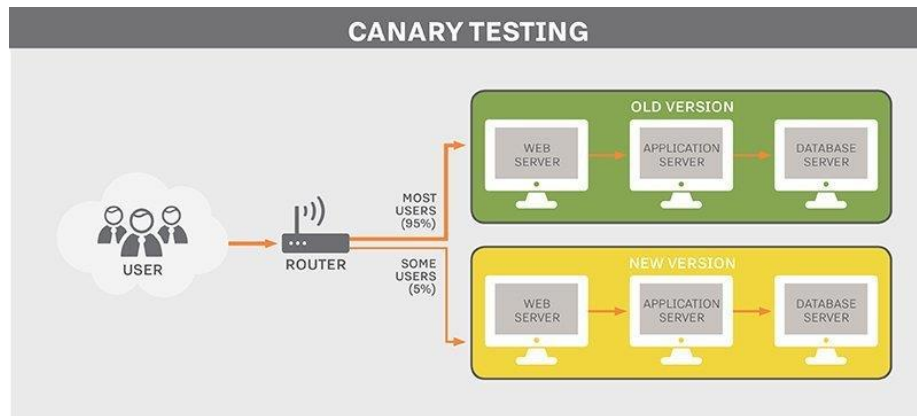 CANARY TESTING
USER
ROUTER
MOST
USERS
(95%)
SOME
USERS
(5%)
OLD VERSION
WEB
SERVER
APPLICATION
SERVER
DATABASE
SERVER
NEW VERSION
WEB
SERVER
APPLICATION
SERVER
DATABASE
SERVER